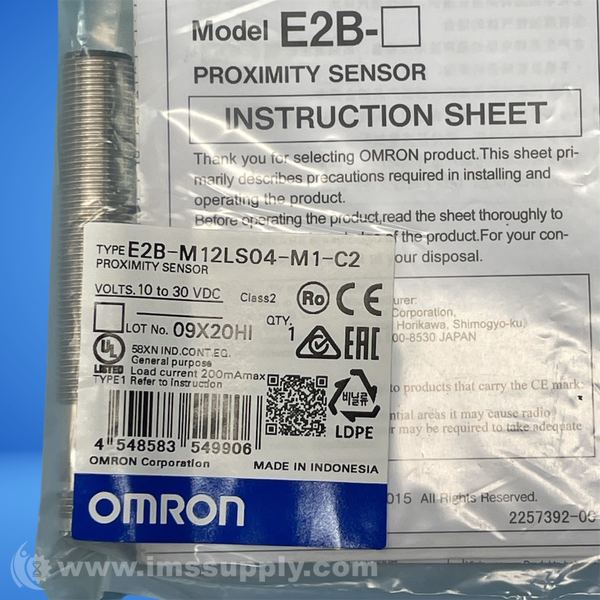 Model E2B-□
PROXIMITY SENSOR
INSTRUCTION SHEET
Thank you for selecting OMRON product.This sheet pri-
marily describes precautions required in installing and
operating the product.
Before operating the product,read the sheet thoroughly to
of the product.For your con-
disposal.
urer:
Corporation,
Horikawa, Shimogyo-ku,
00-8530 JAPAN
to products that carry the CE mark:
ntial areas it may cause radio
r may be required to take adequate
2015 All Rights Reserved.
2257392-0
TYPE E2B-M12LS04-M1-C2
PROXIMITY SENSOR
VOLTS. 10 to 30 VDC Class2
Ro CE
LOT No. 09X20HI
QTY.
1
EAC
UL
LISTED
58XN IND.CONT.EQ.
General purpose
Load current 200mAmax
TYPE1 Refer to Instruction
비닐류
LDPE
4 548583 549906
OMRON Corporation MADE IN INDONESIA
OMRON
www.imssupply.com